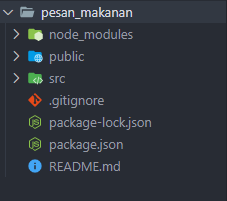 pesan_makanan
node_modules
public
src
.gitignore
package-lock.json
package.json
README.md